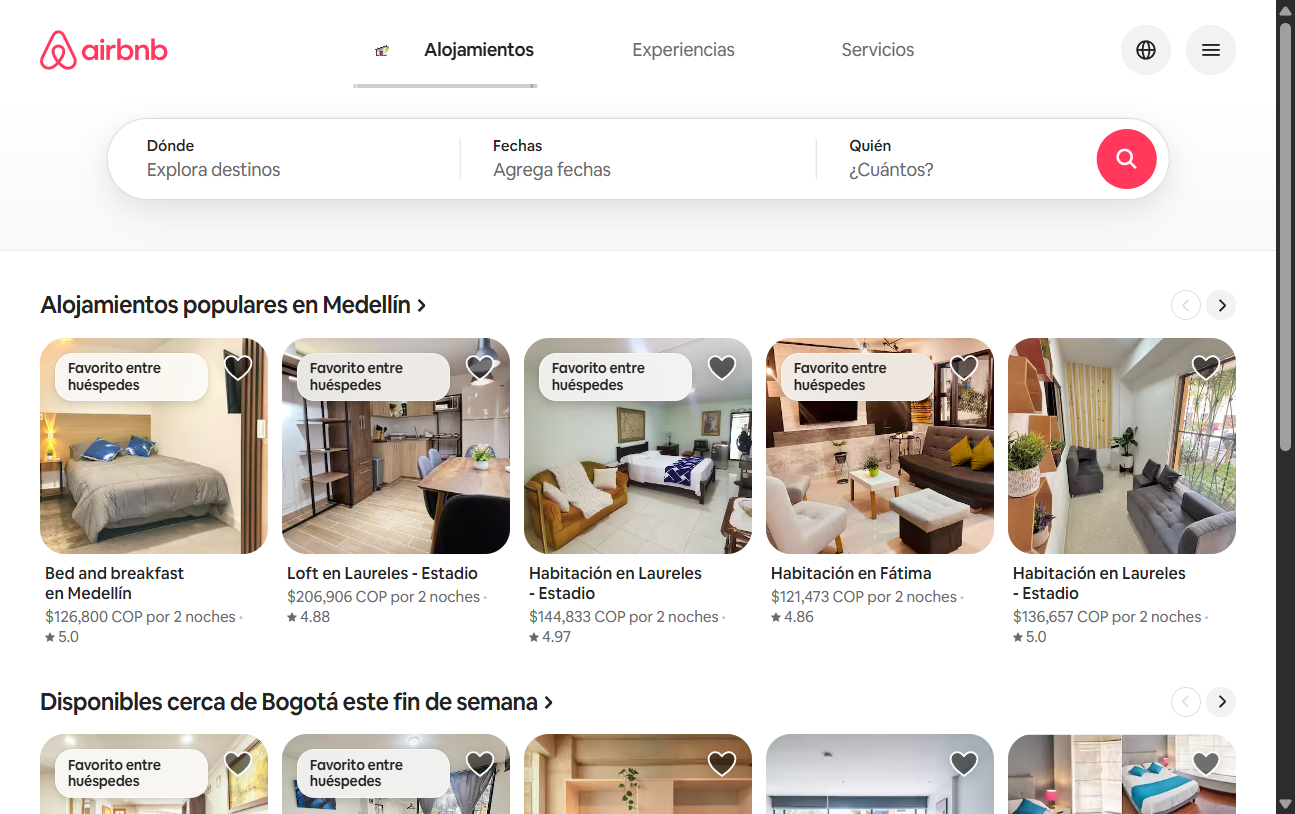 airbnb
Alojamientos
Experiencias
Servicios
Dónde
Explora destinos
Fechas
Agrega fechas
Quién
¿Cuántos?
Alojamientos populares en Medellín
Favorito entre
huéspedes
Favorito entre
huéspedes
Favorito entre
huéspedes
Favorito entre
huéspedes
Bed and breakfast
en Medellín
$126,800 COP por 2 noches ·
★ 5.0
Loft en Laureles - Estadio
$206,906 COP por 2 noches ·
★ 4.88
Habitación en Laureles
- Estadio
$144,833 COP por 2 noches ·
★ 4.97
Habitación en Fátima
$121,473 COP por 2 noches ·
★ 4.86
Habitación en Laureles
- Estadio
$136,657 COP por 2 noches ·
★ 5.0
Disponibles cerca de Bogotá este fin de semana
Favorito entre
huéspedes
Favorito entre
huéspedes